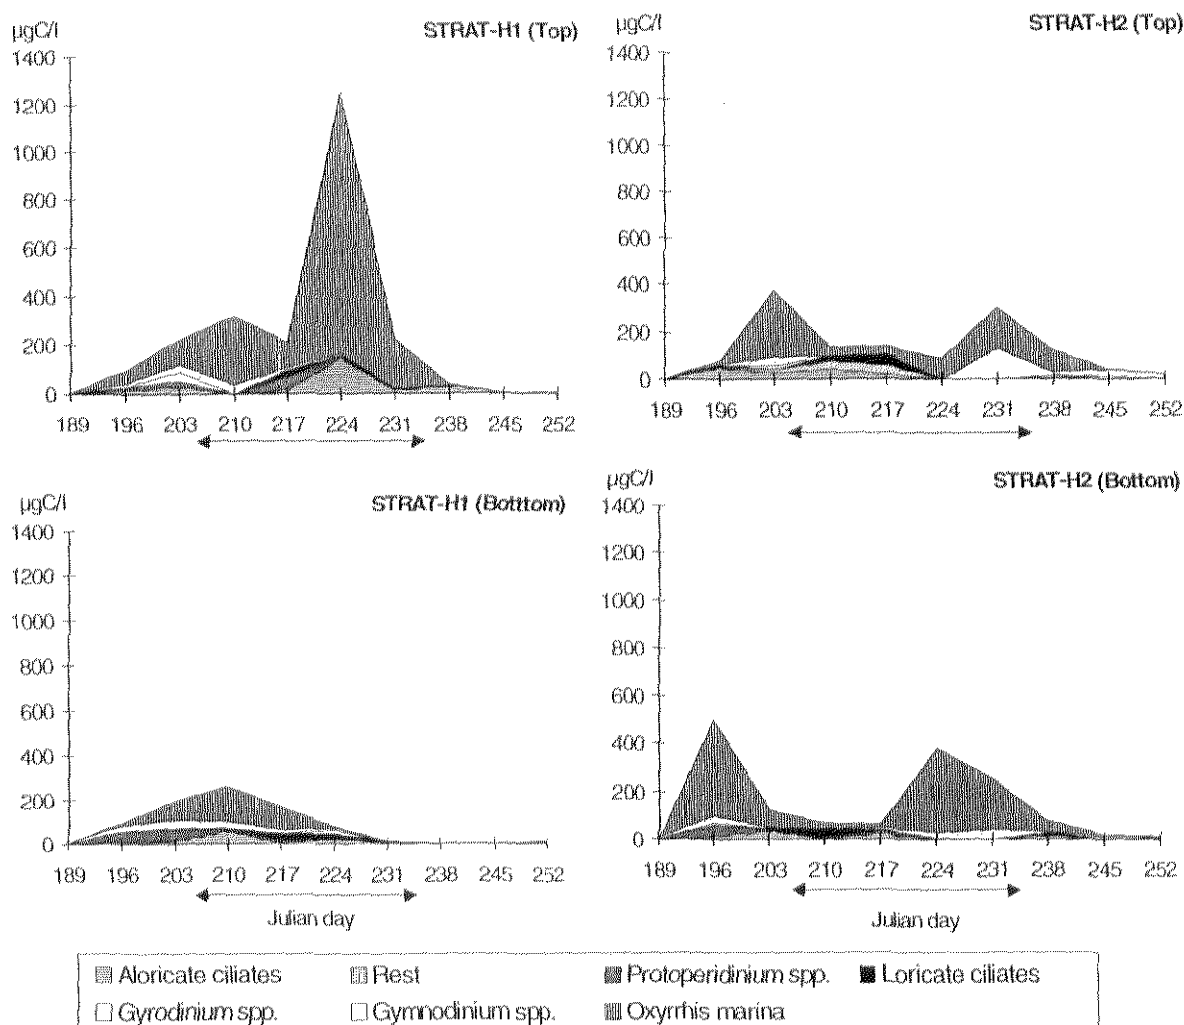 µgC/l
STRAT-H1 (Top)
1400
1200
1000
800
600
400
200
0
189 196 203 210 217 224 231 238 245 252
µgC/l
STRAT-H2 (Top)
1400
1200
1000
800
600
400
200
0
189 196 203 210 217 224 231 238 245 252
µgC/l
STRAT-H1 (Botttom)
1400
1200
1000
800
600
400
200
0
189 196 203 210 217 224 231 238 245 252
Julian day
µgC/l
STRAT-H2 (Bottom)
1400
1200
1000
800
600
400
200
0
189 196 203 210 217 224 231 238 245 252
Julian day
Aloricate ciliates Rest Protoperidinium spp. Loricate ciliates
Gyrodinium spp. Gymnodinium spp. Oxyrrhis marina